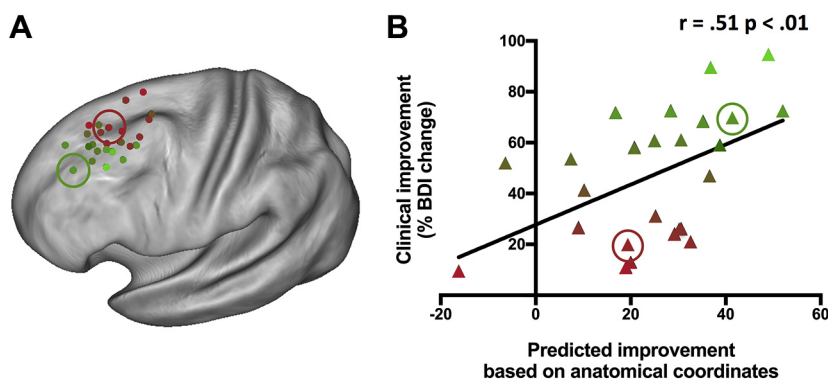 A
B
r = .51 p < .01
Clinical improvement
(% BDI change)
100
80
60
40
20
-20
0
20
40
60
Predicted improvement
based on anatomical coordinates